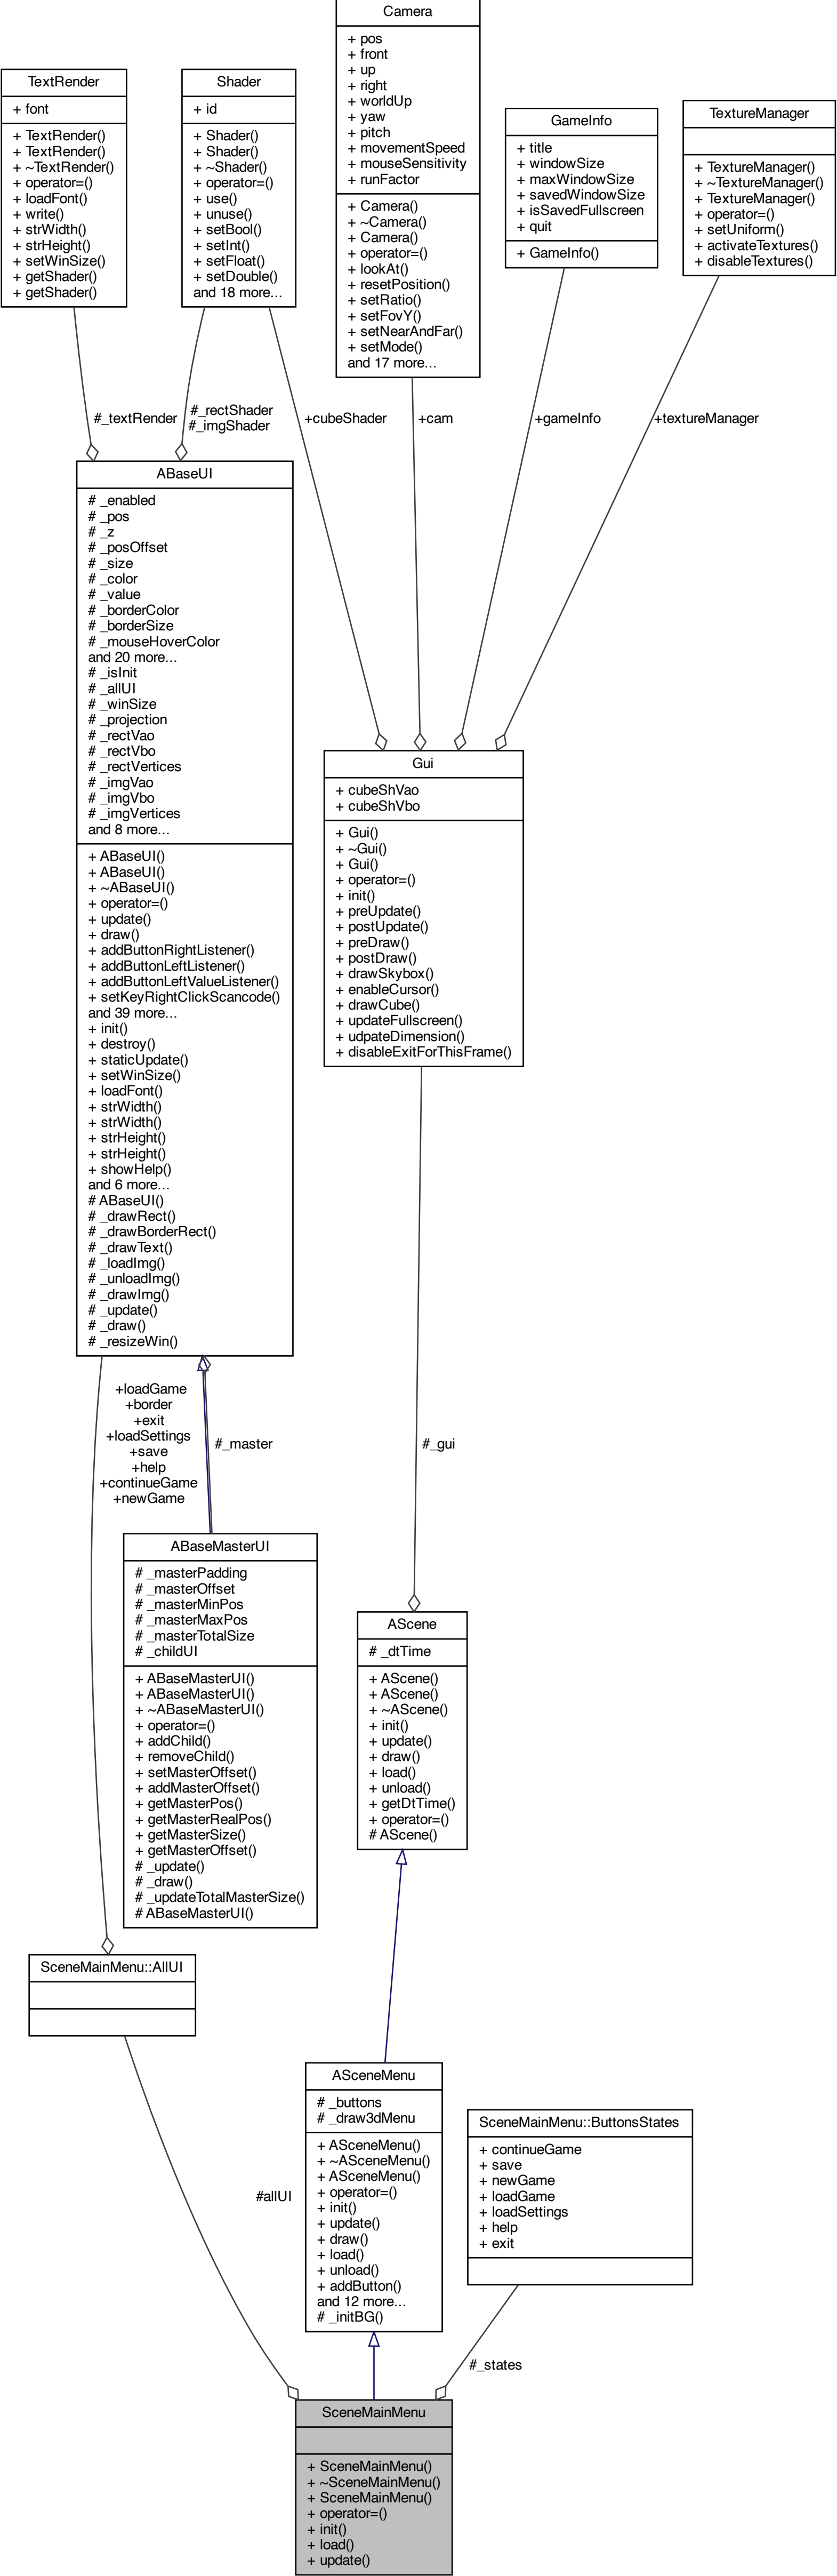 Camera
+ pos
+ front
+ up
+ right
+ worldUp
+ yaw
+ pitch
+ movementSpeed
+ mouseSensitivity
+ runFactor
+ Camera()
+ ~Camera()
+ Camera()
+ operator=()
+ lookAt()
+ resetPosition()
+ setRatio()
+ setFovY()
+ setNearAndFar()
+ setMode()
and 17 more...
TextRender
+ font
+ TextRender()
+ TextRender()
+ ~TextRender()
+ operator=()
+ loadFont()
+ write()
+ strWidth()
+ strHeight()
+ setWinSize()
+ getShader()
+ getShader()
Shader
+ id
+ Shader()
+ Shader()
+ ~Shader()
+ operator=()
+ use()
+ unuse()
+ setBool()
+ setInt()
+ setFloat()
+ setDouble()
and 18 more...
GameInfo
+ title
+ windowSize
+ maxWindowSize
+ savedWindowSize
+ isSavedFullscreen
+ quit
+ GameInfo()
TextureManager
+ TextureManager()
+ ~TextureManager()
+ TextureManager()
+ operator=()
+ setUniform()
+ activateTextures()
+ disableTextures()
#_textRender
#_rectShader
#_imgShader
+cubeShader
+cam
+gameInfo
+textureManager
ABaseUI
# _enabled
# _pos
# _z
# _posOffset
# _size
# _color
# _value
# _borderColor
# _borderSize
# _mouseHoverColor
and 20 more...
# _isInit
# _allUI
# _winSize
# _projection
# _rectVao
# _rectVbo
# _rectVertices
# _imgVao
# _imgVbo
# _imgVertices
and 8 more...
+ ABaseUI()
+ ABaseUI()
+ ~ABaseUI()
+ operator=()
+ update()
+ draw()
+ addButtonRightListener()
+ addButtonLeftListener()
+ addButtonLeftValueListener()
+ setKeyRightClickScancode()
and 39 more...
+ init()
+ destroy()
+ staticUpdate()
+ setWinSize()
+ loadFont()
+ strWidth()
+ strWidth()
+ strHeight()
+ strHeight()
+ showHelp()
and 6 more...
# ABaseUI()
# _drawRect()
# _drawBorderRect()
# _drawText()
# _loadImg()
# _unloadImg()
# _drawImg()
# _update()
# _draw()
# _resizeWin()
Gui
+ cubeShVao
+ cubeShVbo
+ Gui()
+ ~Gui()
+ Gui()
+ operator=()
+ init()
+ preUpdate()
+ postUpdate()
+ preDraw()
+ postDraw()
+ drawSkybox()
+ enableCursor()
+ drawCube()
+ updateFullscreen()
+ udpateDimension()
+ disableExitForThisFrame()
+loadGame
+border
+exit
+loadSettings
+save
+help
+continueGame
+newGame
#_master
#_gui
ABaseMasterUI
# _masterPadding
# _masterOffset
# _masterMinPos
# _masterMaxPos
# _masterTotalSize
# _childUI
+ ABaseMasterUI()
+ ABaseMasterUI()
+ ~ABaseMasterUI()
+ operator=()
+ addChild()
+ removeChild()
+ setMasterOffset()
+ addMasterOffset()
+ getMasterPos()
+ getMasterRealPos()
+ getMasterSize()
+ getMasterOffset()
# _update()
# _draw()
# _updateTotalMasterSize()
# ABaseMasterUI()
AScene
# _dtTime
+ AScene()
+ AScene()
+ ~AScene()
+ init()
+ update()
+ draw()
+ load()
+ unload()
+ getDtTime()
+ operator=()
# AScene()
SceneMainMenu::AllUI
ASceneMenu
# _buttons
# _draw3dMenu
+ ASceneMenu()
+ ~ASceneMenu()
+ ASceneMenu()
+ operator=()
+ init()
+ update()
+ draw()
+ load()
+ unload()
+ addButton()
and 12 more...
# _initBG()
SceneMainMenu::ButtonsStates
+ continueGame
+ save
+ newGame
+ loadGame
+ loadSettings
+ help
+ exit
#allUI
#_states
SceneMainMenu
+ SceneMainMenu()
+ ~SceneMainMenu()
+ SceneMainMenu()
+ operator=()
+ init()
+ load()
+ update()